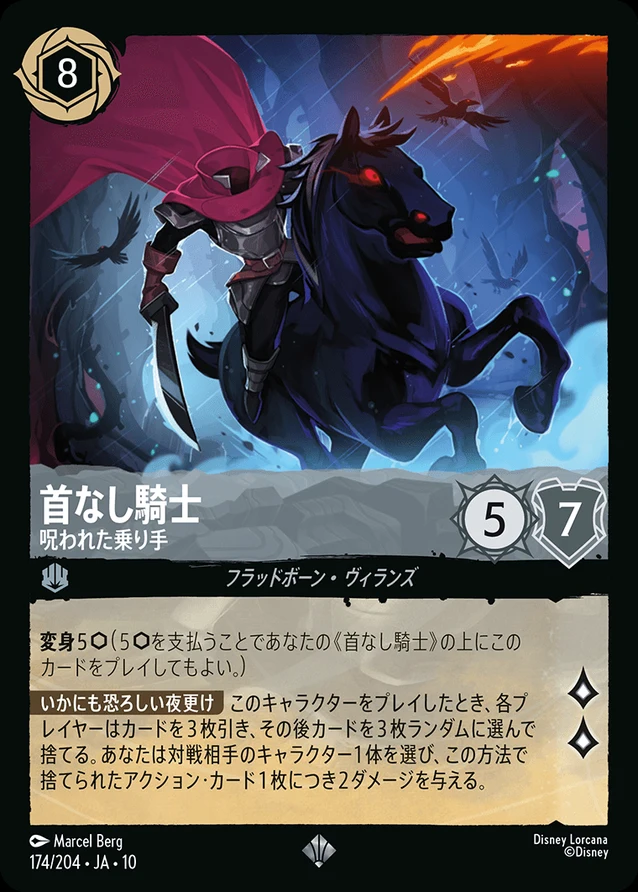 8
首なし騎士
呪われた乗り手
5
7
フラッドボーン・ヴィランズ
変身5⬡(5⬡を支払うことであなたの《首なし騎士》の上にこの
カードをプレイしてもよい。)
いかにも恐ろしい夜更け このキャラクターをプレイしたとき、各プ
レイヤーはカードを3枚引き、その後カードを3枚ランダムに選んで
捨てる。あなたは対戦相手のキャラクター1体を選び、この方法で
捨てられたアクション・カード1枚につき2ダメージを与える。
Marcel Berg
174/204・JA・10
Disney Lorcana
©Disney